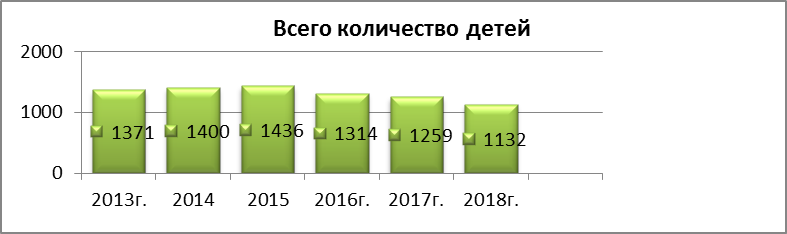 Всего количество детей
2000
1000
0
1371 1400 1436 1314 1259 1132
2013г. 2014 2015 2016г. 2017г. 2018г.